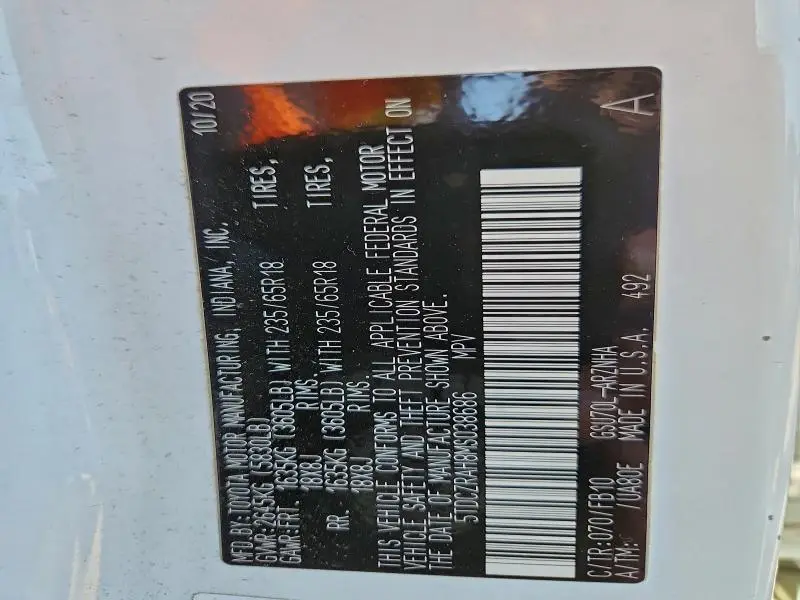 MFD.BY: TOYOTA MOTOR MANUFACTURING, INDIANA, INC. 10/20
GVWR:2645KG (5830LB)
GAWR:FRT. 1635KG (3605LB) WITH 235/65R18 TIRES,
18X8J RIMS.
RR. 1635KG (3605LB) WITH 235/65R18 TIRES,
18X8J RIMS.
THIS VEHICLE CONFORMS TO ALL APPLICABLE FEDERAL MOTOR
VEHICLE SAFETY AND THEFT PREVENTION STANDARDS IN EFFECT ON
THE DATE OF MANUFACTURE SHOWN ABOVE.
5TDCZRAH8MS038686 MPV
C/TR:070/FB10 GSU70L-ARZNHA A
A/TM: /UA80E MADE IN U.S.A. 492